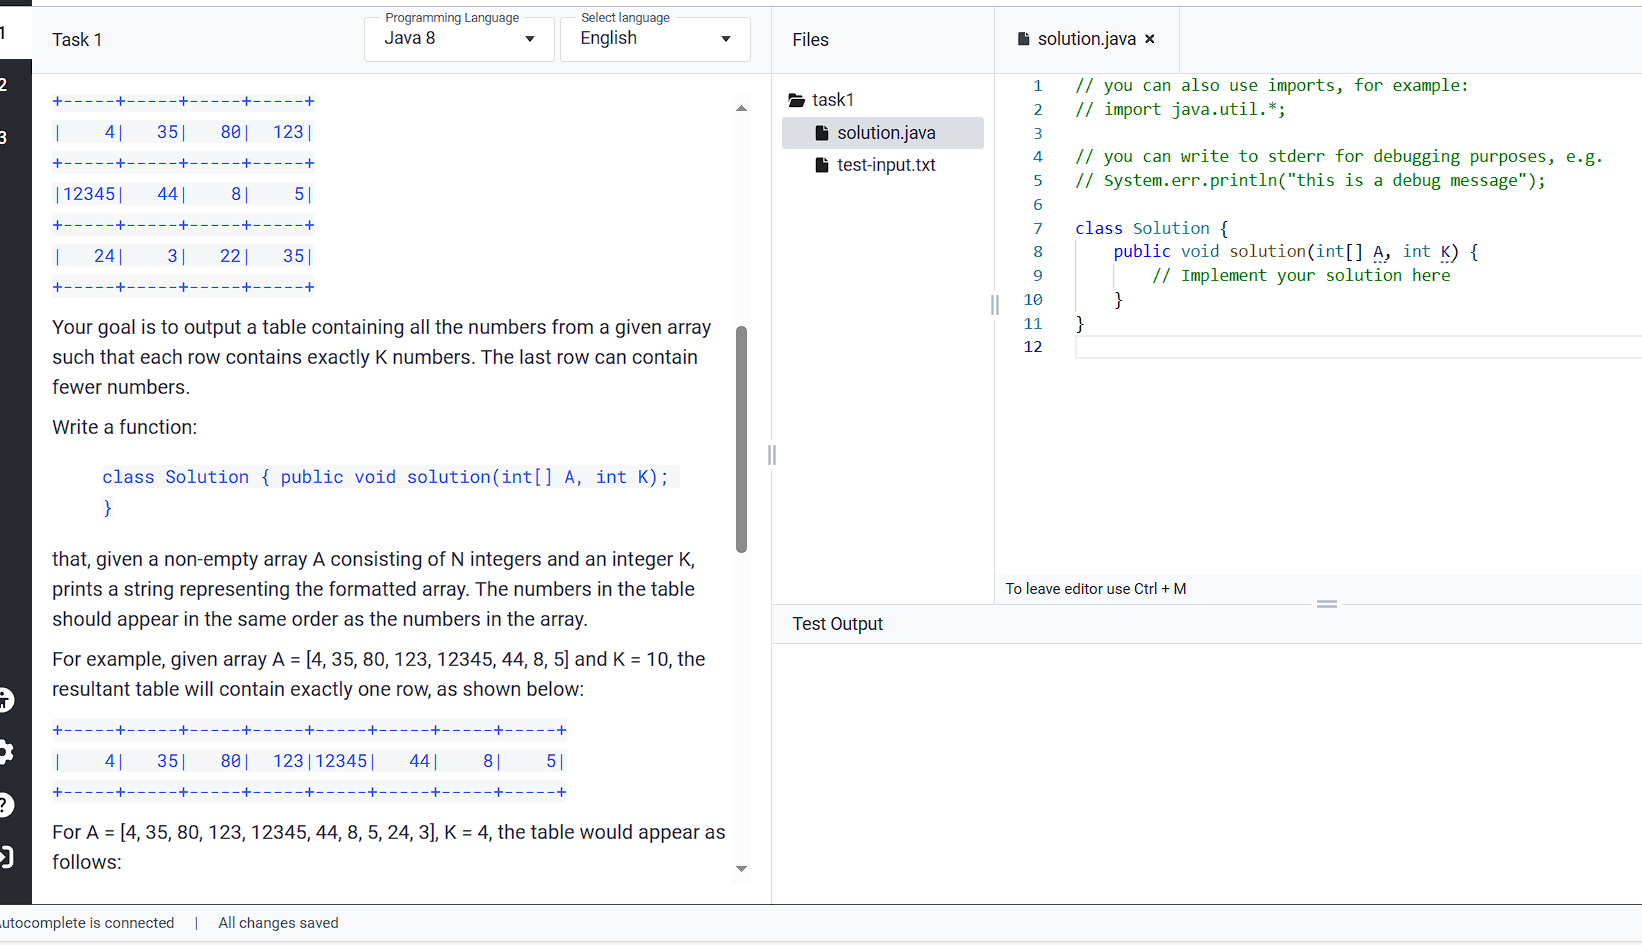 1
2
3
Task 1
Programming Language
Java 8
Select language
English
+-----+-----+-----+-----+
|    4|   35|   80|  123|
+-----+-----+-----+-----+
|12345|   44|    8|    5|
+-----+-----+-----+-----+
|   24|    3|   22|   35|
+-----+-----+-----+-----+
Your goal is to output a table containing all the numbers from a given array
such that each row contains exactly K numbers. The last row can contain
fewer numbers.
Write a function:
class Solution { public void solution(int[] A, int K);
}
that, given a non-empty array A consisting of N integers and an integer K,
prints a string representing the formatted array. The numbers in the table
should appear in the same order as the numbers in the array.
For example, given array A = [4, 35, 80, 123, 12345, 44, 8, 5] and K = 10, the
resultant table will contain exactly one row, as shown below:
+-----+-----+-----+-----+-----+-----+-----+-----+
|    4|   35|   80|  123|12345|   44|    8|    5|
+-----+-----+-----+-----+-----+-----+-----+-----+
For A = [4, 35, 80, 123, 12345, 44, 8, 5, 24, 3], K = 4, the table would appear as
follows:
Files
task1
solution.java
test-input.txt
solution.java ×
1 // you can also use imports, for example:
2 // import java.util.*;
3
4 // you can write to stderr for debugging purposes, e.g.
5 // System.err.println("this is a debug message");
6
7 class Solution {
8     public void solution(int[] A, int K) {
9         // Implement your solution here
10     }
11 }
12
To leave editor use Ctrl + M
Test Output
utocomplete is connected | All changes saved